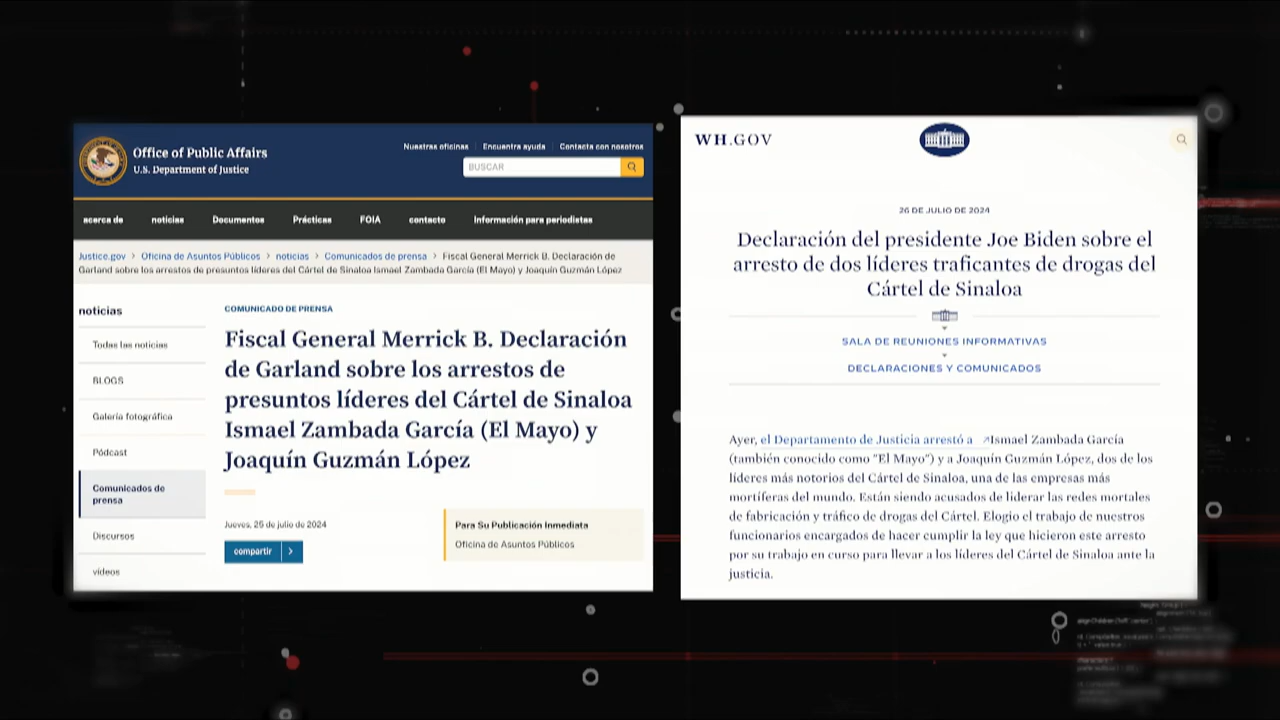 Office of Public Affairs
U.S. Department of Justice
Nuestras oficinas
Encuentra ayuda
Contacta con nosotros
BUSCAR
acerca de
noticias
Documentos
Prácticas
FOIA
contacto
Información para periodistas
Justice.gov > Oficina de Asuntos Públicos > noticias > Comunicados de prensa > Fiscal General Merrick B. Declaración de
Garland sobre los arrestos de presuntos líderes del Cártel de Sinaloa Ismael Zambada García (El Mayo) y Joaquín Guzmán López
noticias
Todas las noticias
BLOGS
Galería fotográfica
Pódcast
Comunicados de
prensa
Discursos
vídeos
COMUNICADO DE PRENSA
Fiscal General Merrick B. Declaración
de Garland sobre los arrestos de
presuntos líderes del Cártel de Sinaloa
Ismael Zambada García (El Mayo) y
Joaquín Guzmán López
Jueves, 25 de julio de 2024
compartir >
Para Su Publicación Inmediata
Oficina de Asuntos Públicos
WH.GOV
26 DE JULIO DE 2024
Declaración del presidente Joe Biden sobre el
arresto de dos líderes traficantes de drogas del
Cártel de Sinaloa
SALA DE REUNIONES INFORMATIVAS
DECLARACIONES Y COMUNICADOS
Ayer, el Departamento de Justicia arrestó a ↗Ismael Zambada García
(también conocido como "El Mayo") y a Joaquín Guzmán López, dos de los
líderes más notorios del Cártel de Sinaloa, una de las empresas más
mortíferas del mundo. Están siendo acusados de liderar las redes mortales
de fabricación y tráfico de drogas del Cártel. Elogio el trabajo de nuestros
funcionarios encargados de hacer cumplir la ley que hicieron este arresto
por su trabajo en curso para llevar a los líderes del Cártel de Sinaloa ante la
justicia.